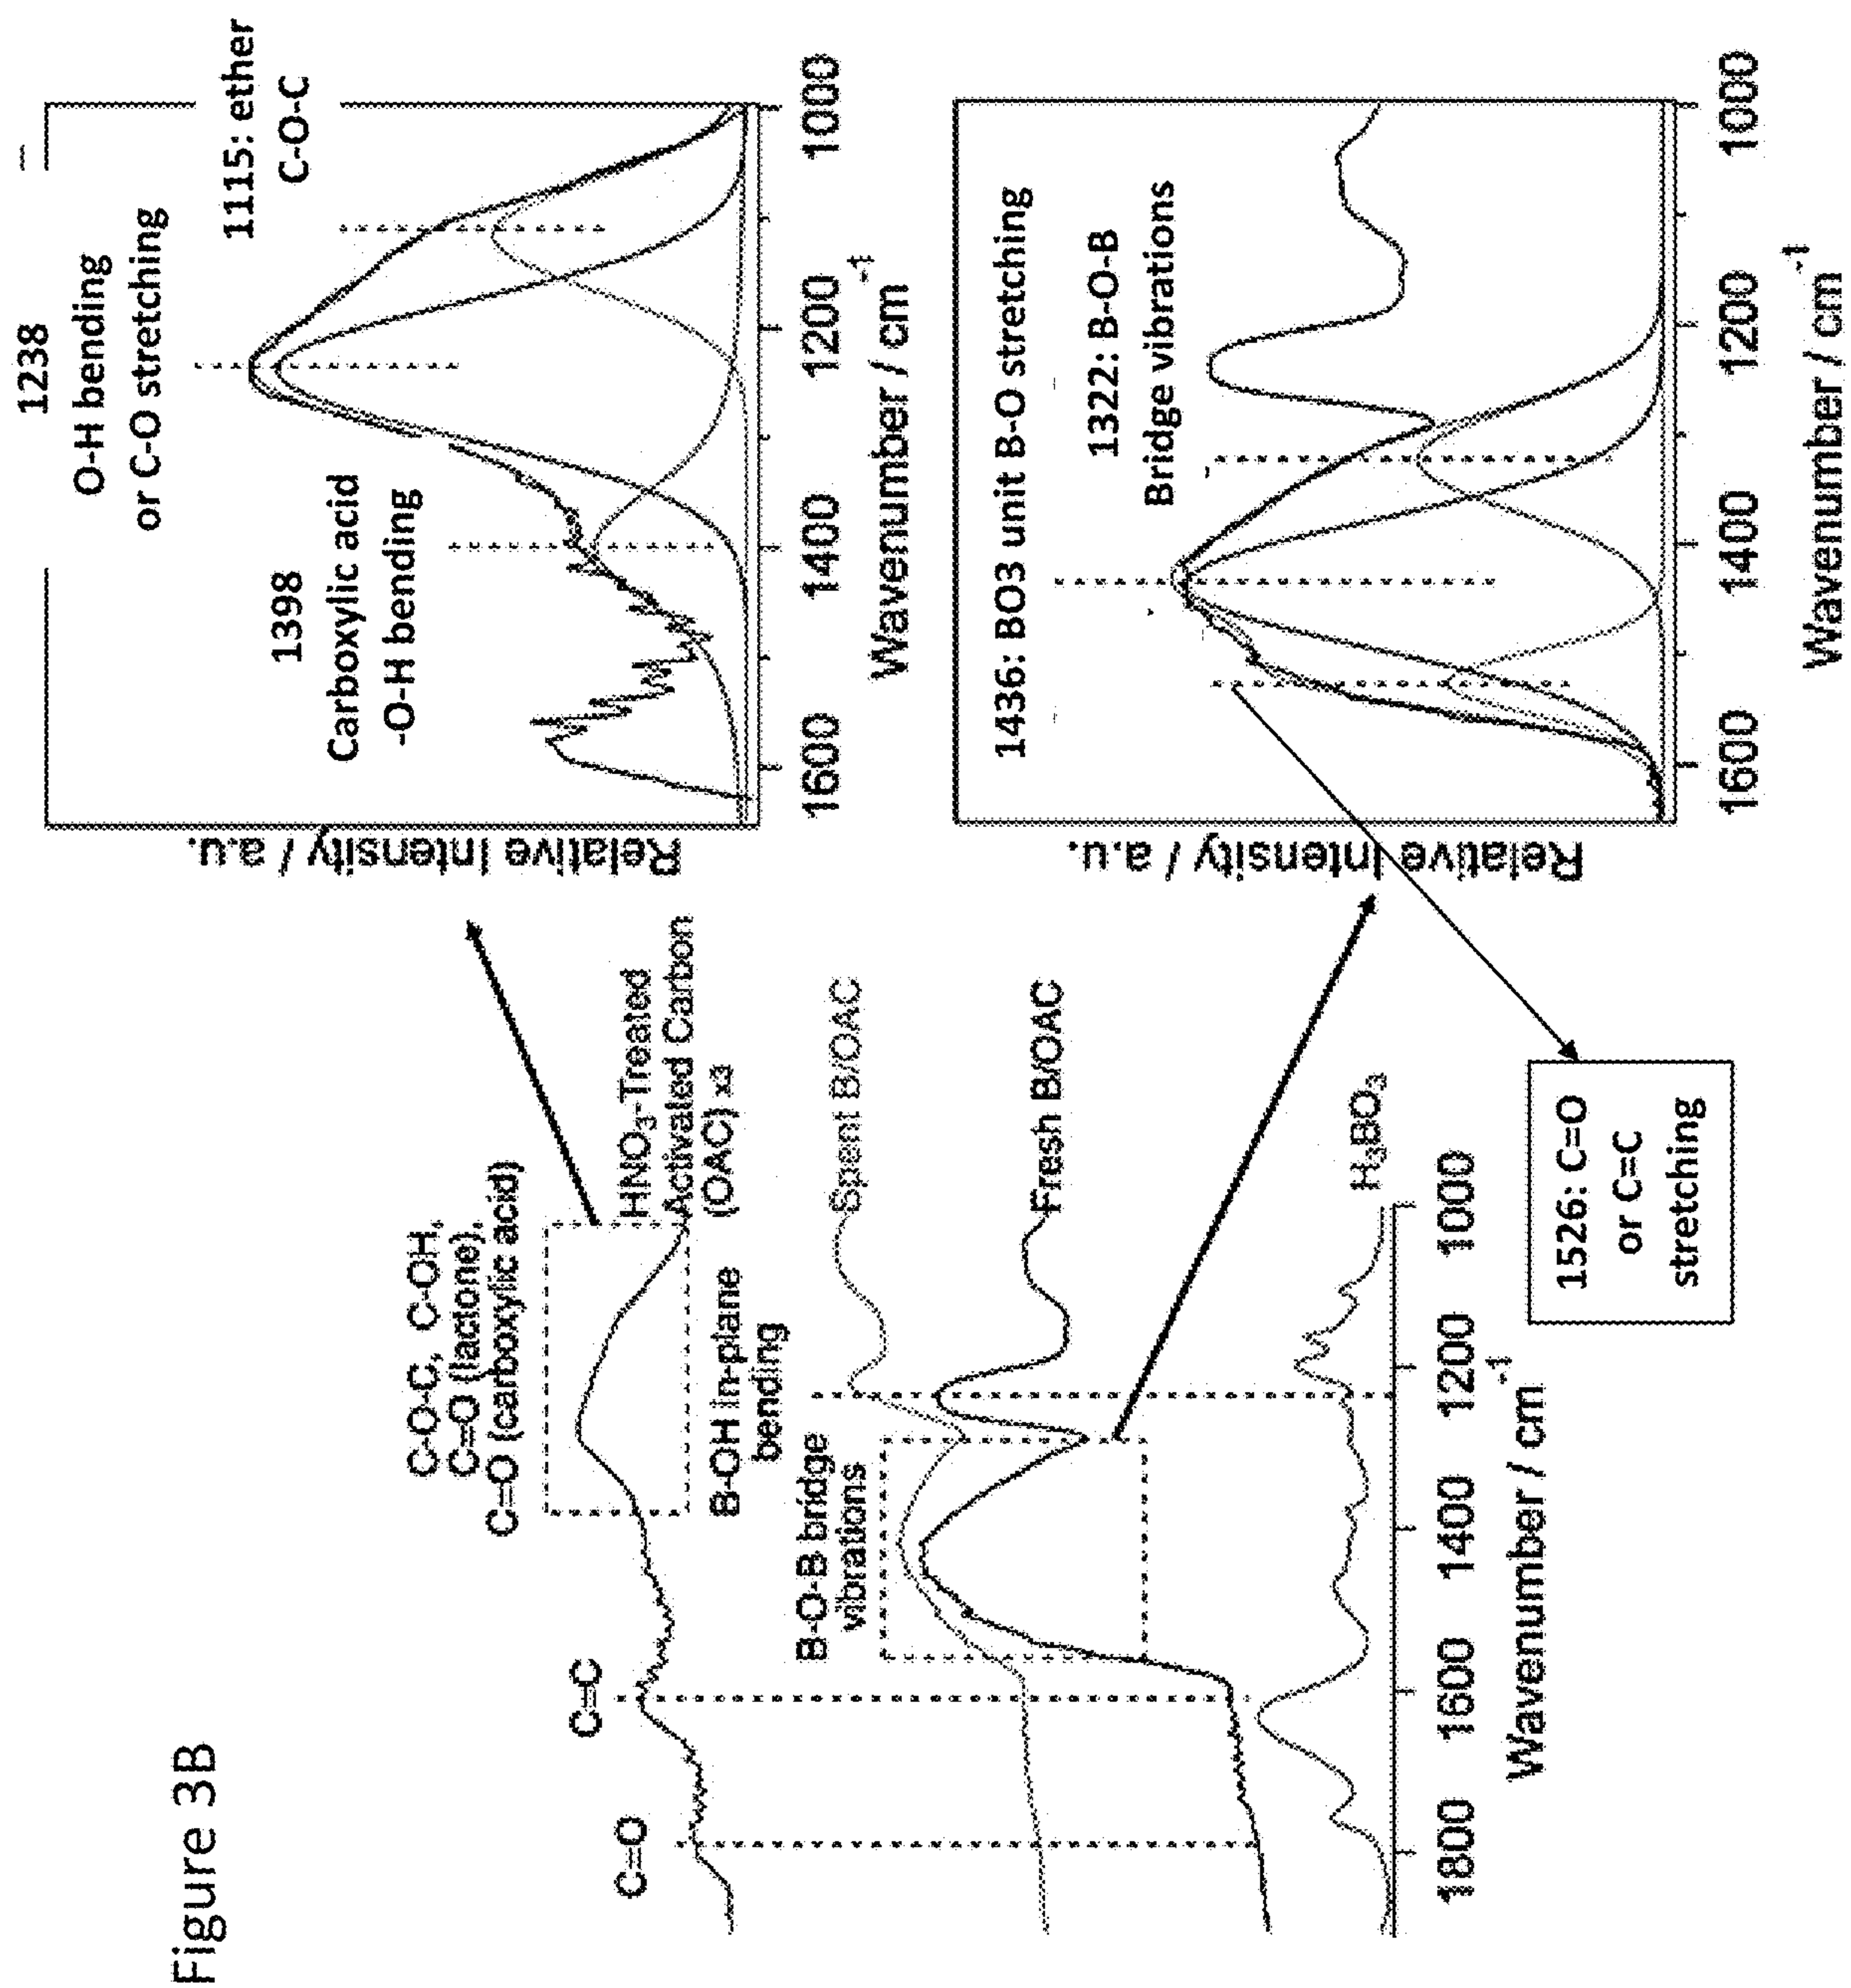 Figure 3B
C=O
C=C
C-O-C, C-OH,
C=O (lactone),
C=O (carboxylic acid)
HNO3-Treated
Activated Carbon
(OAC) x3
B-OH in-plane
bending
B-O-B bridge
vibrations
Spent B/OAC
Fresh B/OAC
H3BO3
1800 1600 1400 1200 1000
Wavenumber / cm-1
1238
O-H bending
or C-O stretching
1115: ether
C-O-C
1398
Carboxylic acid
-O-H bending
Relative Intensity / a.u.
1600 1400 1200 1000
Wavenumber / cm-1
1436: BO3 unit B-O stretching
1322: B-O-B
Bridge vibrations
Relative Intensity / a.u.
1600 1400 1200 1000
Wavenumber / cm-1
1526: C=O
or C=C
stretching